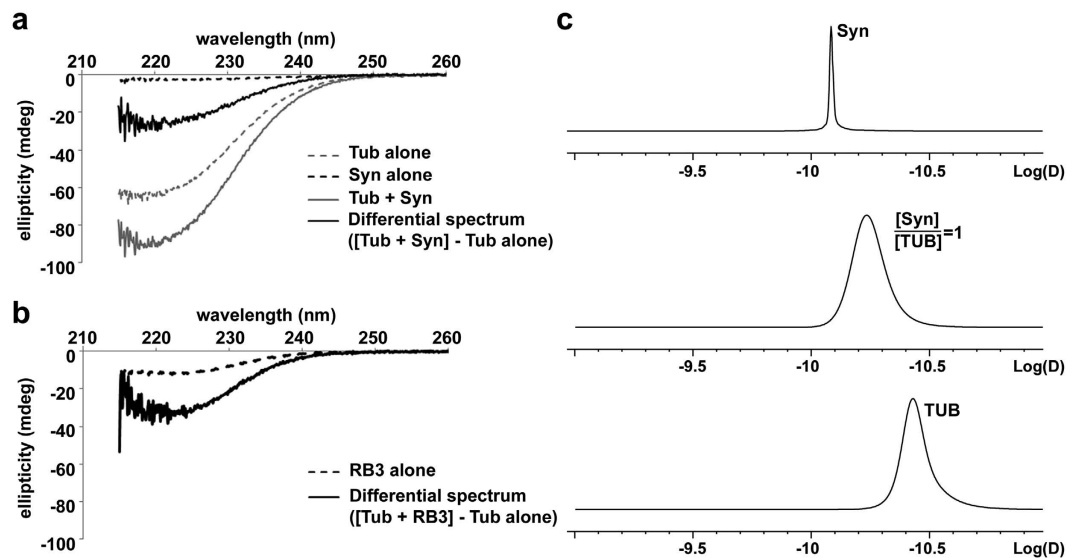 a
wavelength (nm)
210 220 230 240 250 260
0
-20
-40
-60
-80
-100
ellipticity (mdeg)
Tub alone
Syn alone
Tub + Syn
Differential spectrum
([Tub + Syn] - Tub alone)
b
wavelength (nm)
210 220 230 240 250 260
0
-20
-40
-60
-80
-100
ellipticity (mdeg)
RB3 alone
Differential spectrum
([Tub + RB3] - Tub alone)
c
Syn
-9.5 -10 -10.5 Log(D)
[Syn]
[TUB]=1
-9.5 -10 -10.5 Log(D)
TUB
-9.5 -10 -10.5 Log(D)